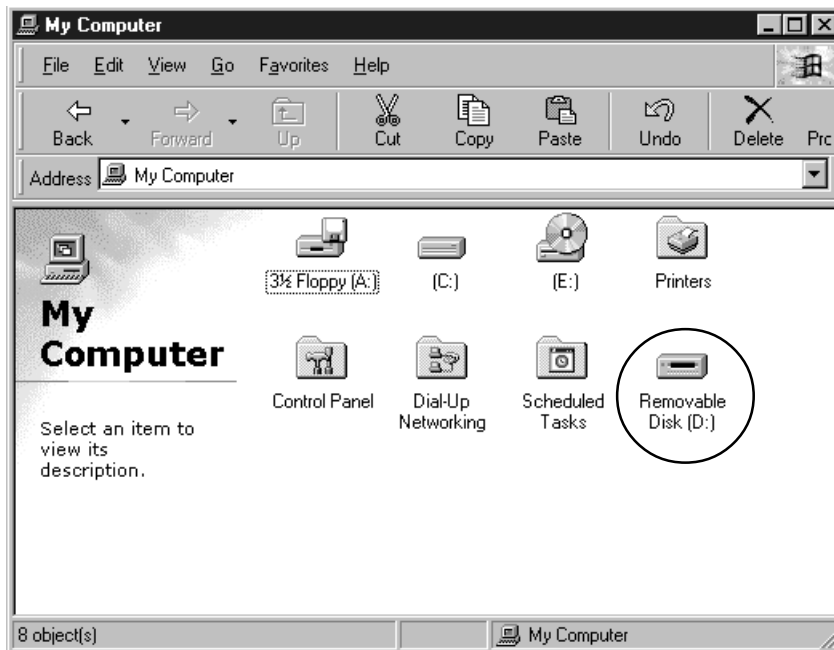 My Computer
File Edit View Go Favorites Help
Back Forward Up Cut Copy Paste Undo Delete Prc
Address My Computer
3½ Floppy (A:) (C:) (E:) Printers
My
Computer
Control Panel Dial-Up Networking Scheduled Tasks Removable Disk (D:)
Select an item to
view its
description.
8 object(s) My Computer